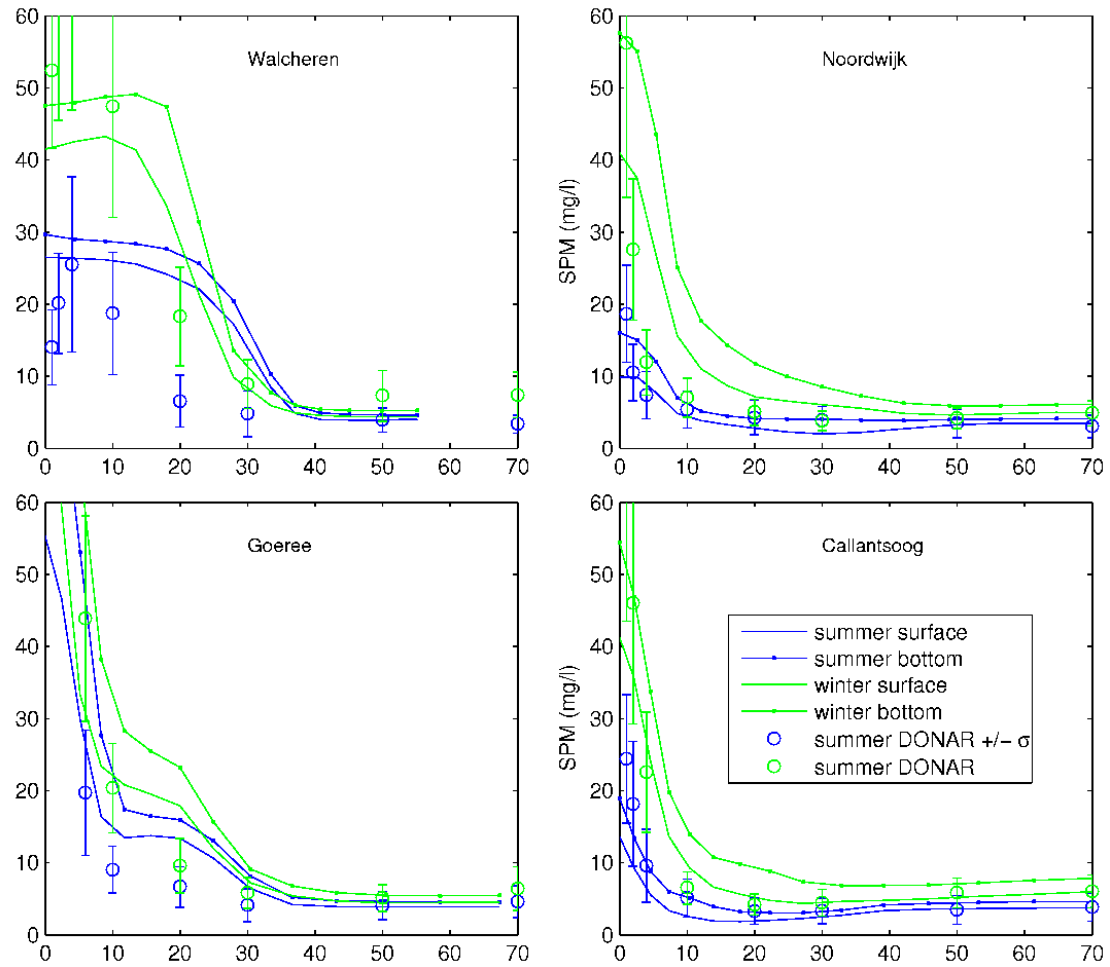 Walcheren
60
50
40
30
20
10
0
0 10 20 30 40 50 60 70
Noordwijk
SPM (mg/l)
60
50
40
30
20
10
0
0 10 20 30 40 50 60 70
Goeree
60
50
40
30
20
10
0
0 10 20 30 40 50 60 70
Callantsoog
SPM (mg/l)
60
50
40
30
20
10
0
summer surface
summer bottom
winter surface
winter bottom
summer DONAR +/− σ
summer DONAR
0 10 20 30 40 50 60 70